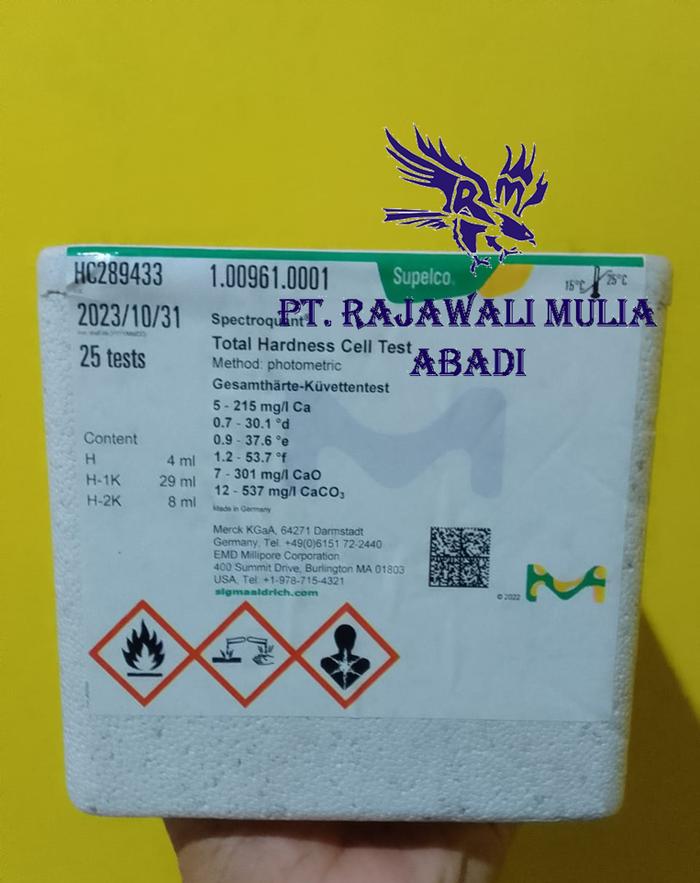 RM
PT. RAJAWALI MULIA
ABADI
HC289433
1.00961.0001
Supelco®
15°C
25°C
2023/10/31
Spectroquant
25 tests
Total Hardness Cell Test
Method: photometric
Gesamthärte-Küvettentest
5 - 215 mg/l Ca
0.7 - 30.1 °d
0.9 - 37.6 °e
1.2 - 53.7 °f
7 - 301 mg/l CaO
12 - 537 mg/l CaCO₃
Made in Germany
Content
H 4 ml
H-1K 29 ml
H-2K 8 ml
Merck KGaA, 64271 Darmstadt
Germany, Tel. +49(0)6151 72-2440
EMD Millipore Corporation
400 Summit Drive, Burlington MA 01803
USA, Tel: +1-978-715-4321
sigmaaldrich.com
© 2022
M